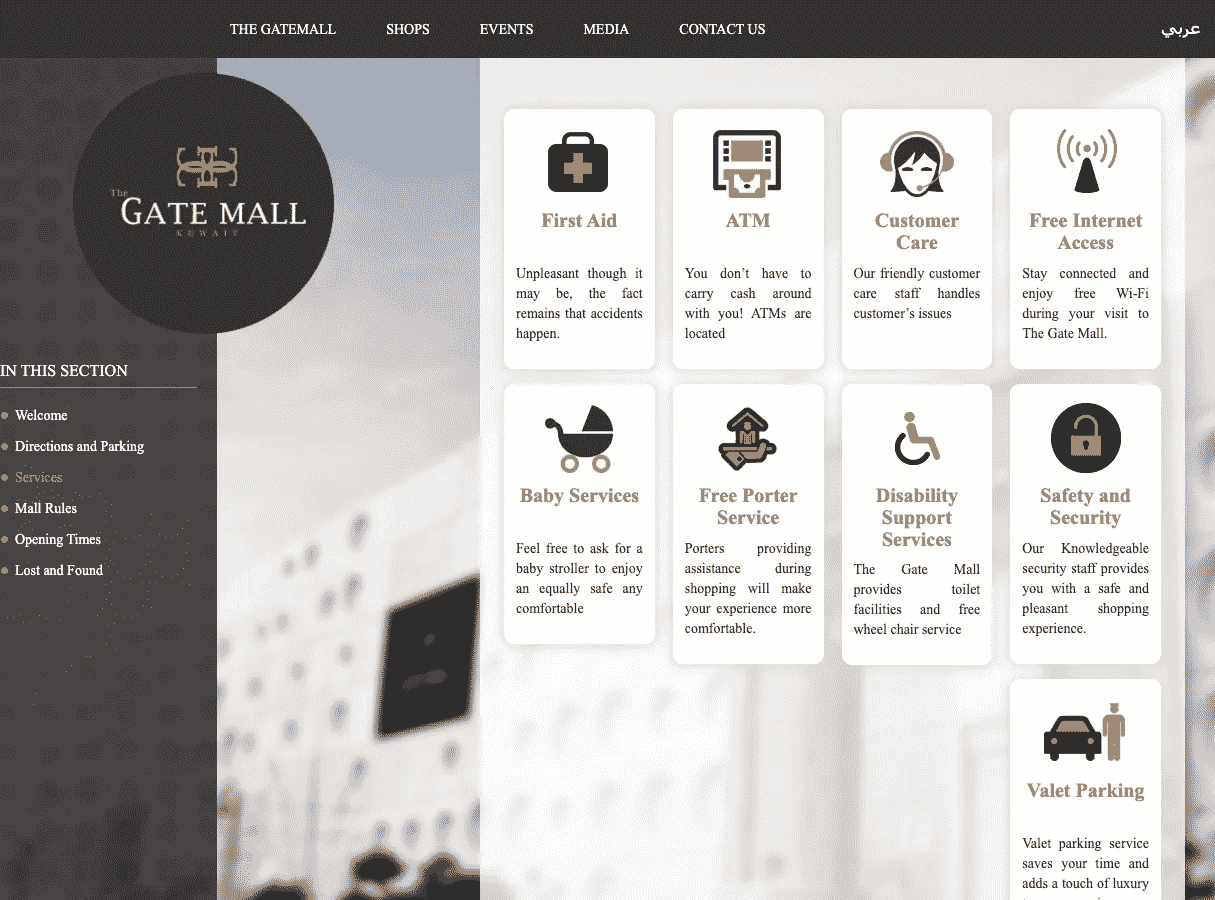 THE GATEMALL
SHOPS
EVENTS
MEDIA
CONTACT US
عربي
The
GATE MALL
KUWAIT
IN THIS SECTION
Welcome
Directions and Parking
Services
Mall Rules
Opening Times
Lost and Found
First Aid
Unpleasant though it
may be, the fact
remains that accidents
happen.
ATM
You don’t have to
carry cash around
with you! ATMs are
located
Customer
Care
Our friendly customer
care staff handles
customer’s issues
Free Internet
Access
Stay connected and
enjoy free Wi-Fi
during your visit to
The Gate Mall.
Baby Services
Feel free to ask for a
baby stroller to enjoy
an equally safe any
comfortable
Free Porter
Service
Porters providing
assistance during
shopping will make
your experience more
comfortable.
Disability
Support
Services
The Gate Mall
provides toilet
facilities and free
wheel chair service
Safety and
Security
Our Knowledgeable
security staff provides
you with a safe and
pleasant shopping
experience.
Valet Parking
Valet parking service
saves your time and
adds a touch of luxury